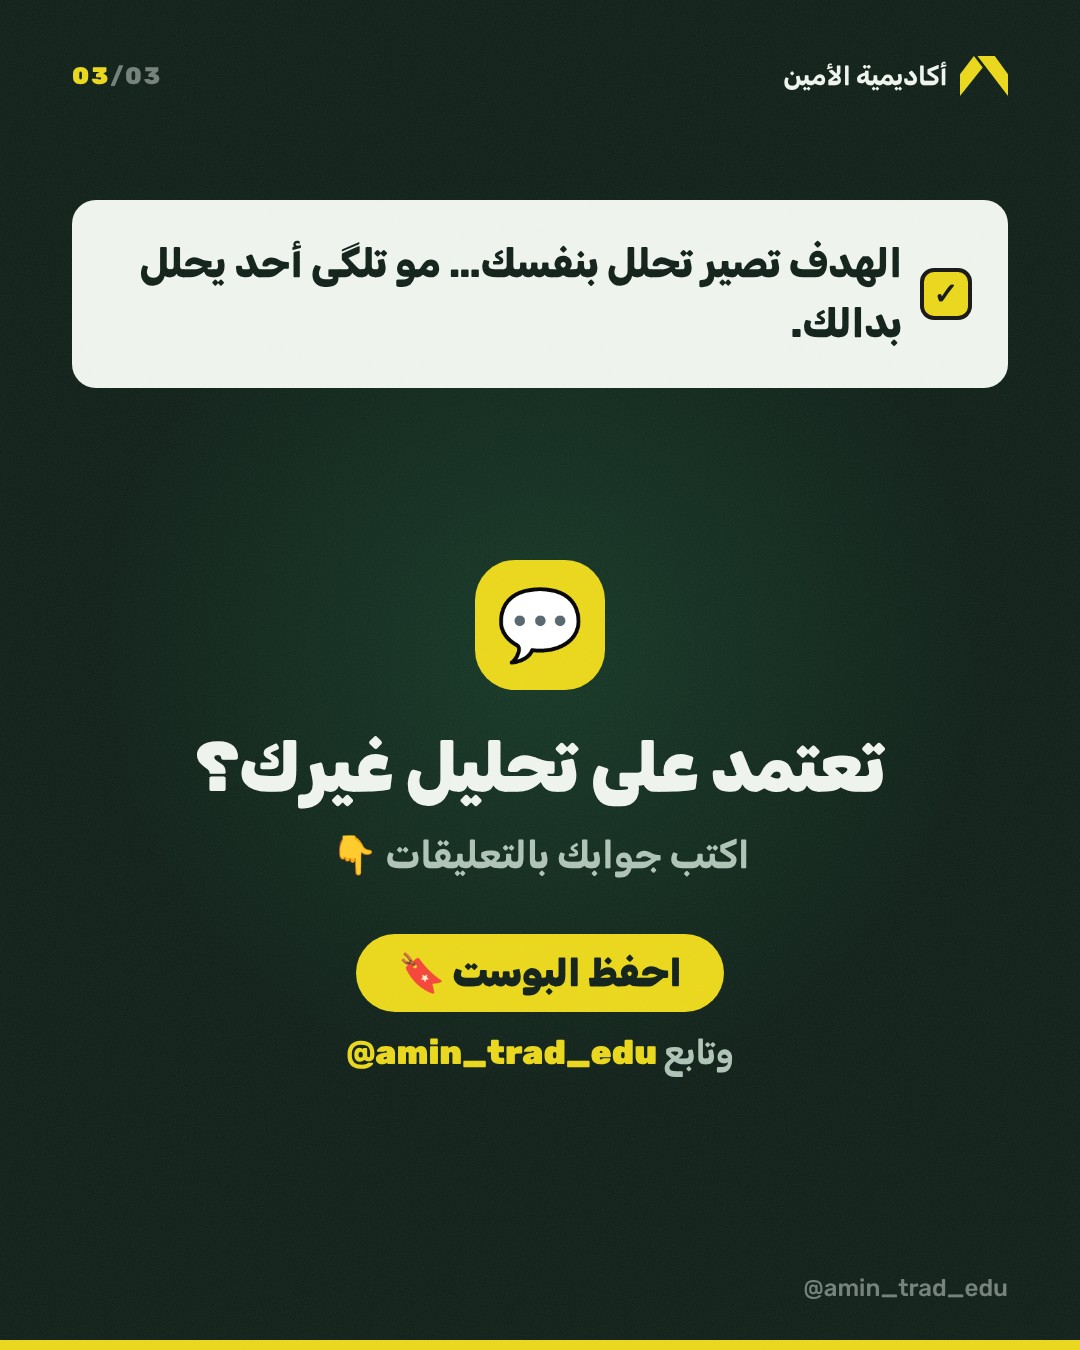 أكاديمية الأمين
03/03
✓
الهدف تصير تحلل بنفسك... مو تلگى أحد يحلل
بدالك.
تعتمد على تحليل غيرك؟
اكتب جوابك بالتعليقات 👇
احفظ البوست 🔖
وتابع @amin_trad_edu
@amin_trad_edu